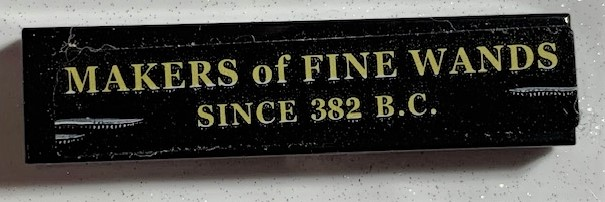 MAKERS of FINE WANDS
SINCE 382 B.C.